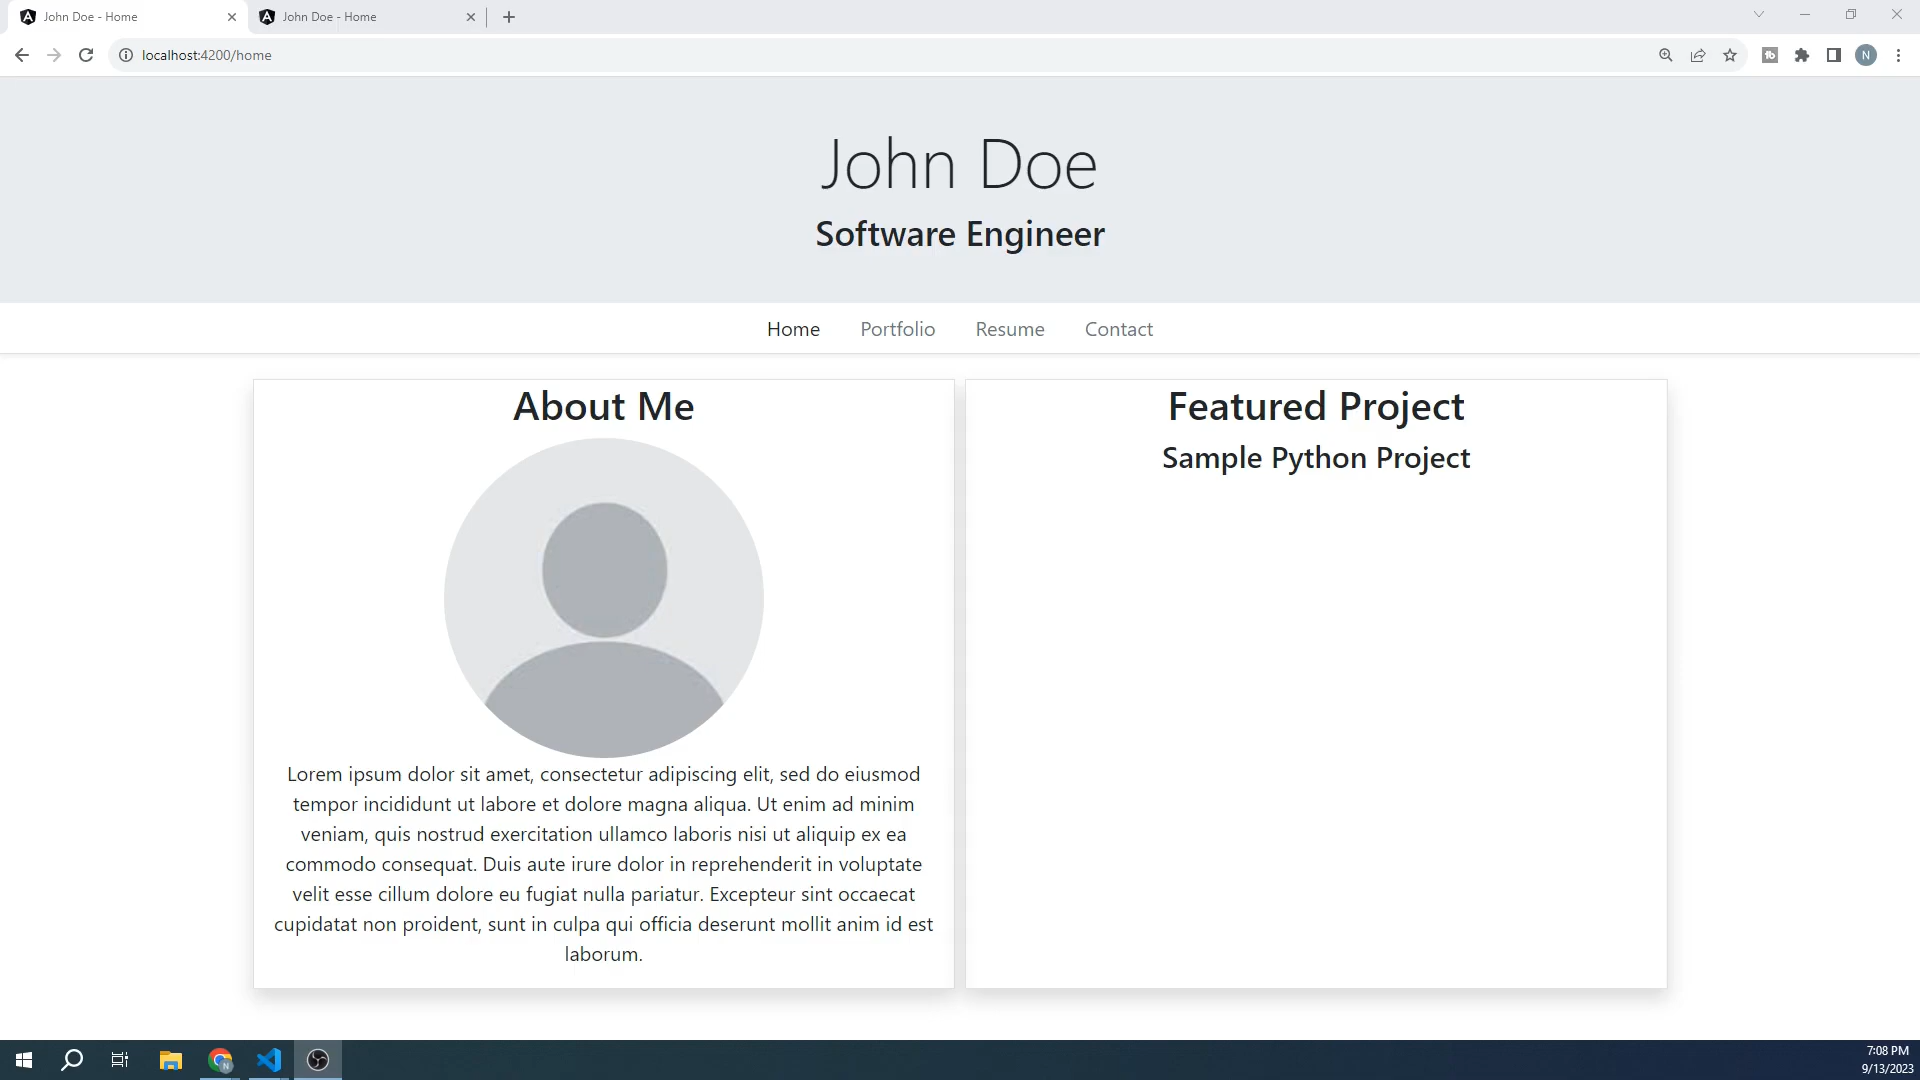 John Doe - Home
John Doe - Home
localhost:4200/home
N
John Doe
Software Engineer
Home Portfolio Resume Contact
About Me
Lorem ipsum dolor sit amet, consectetur adipiscing elit, sed do eiusmod
tempor incididunt ut labore et dolore magna aliqua. Ut enim ad minim
veniam, quis nostrud exercitation ullamco laboris nisi ut aliquip ex ea
commodo consequat. Duis aute irure dolor in reprehenderit in voluptate
velit esse cillum dolore eu fugiat nulla pariatur. Excepteur sint occaecat
cupidatat non proident, sunt in culpa qui officia deserunt mollit anim id est
laborum.
Featured Project
Sample Python Project
N
7:08 PM
9/13/2023